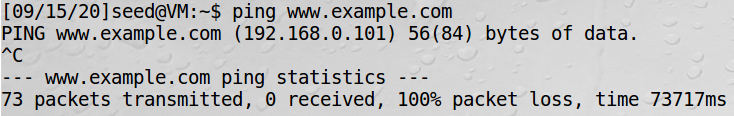 [09/15/20]seed@VM:~$ ping www.example.com
PING www.example.com (192.168.0.101) 56(84) bytes of data.
^C
--- www.example.com ping statistics ---
73 packets transmitted, 0 received, 100% packet loss, time 73717ms